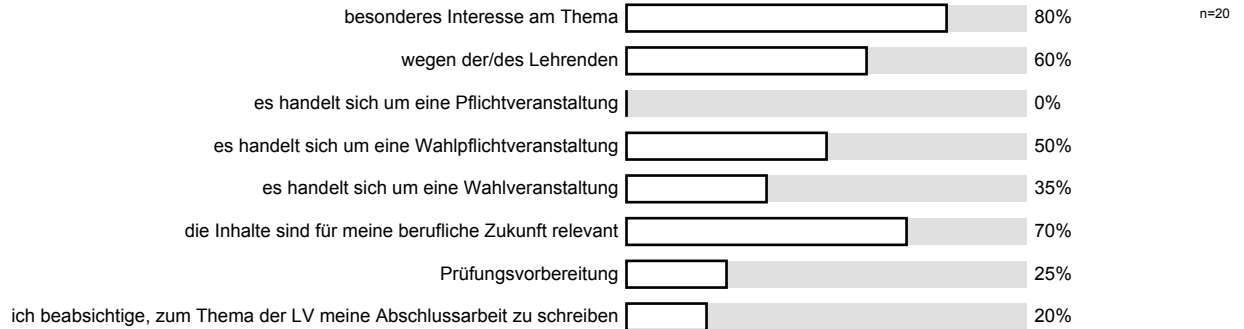 besonderes Interesse am Thema 80% n=20
wegen der/des Lehrenden 60%
es handelt sich um eine Pflichtveranstaltung 0%
es handelt sich um eine Wahlpflichtveranstaltung 50%
es handelt sich um eine Wahlveranstaltung 35%
die Inhalte sind für meine berufliche Zukunft relevant 70%
Prüfungsvorbereitung 25%
ich beabsichtige, zum Thema der LV meine Abschlussarbeit zu schreiben 20%